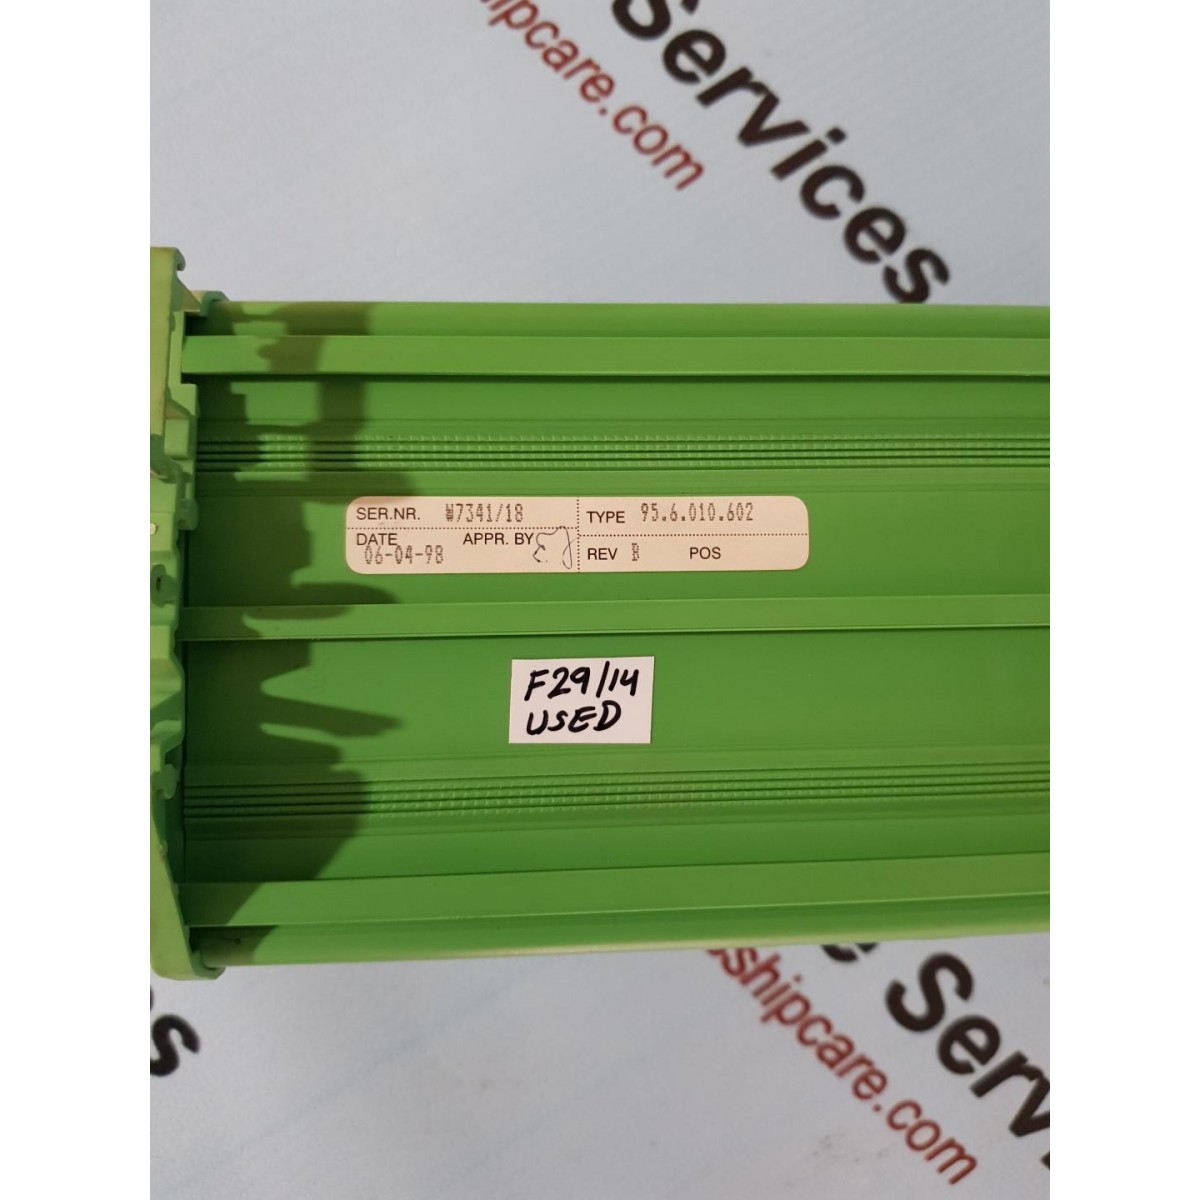 Services
shipcare.com
SER.NR. W7341/18
TYPE 95.6.010.602
DATE 06-04-98
APPR. BY
REV B
POS
F29/14
USED
Services
shipcare.com